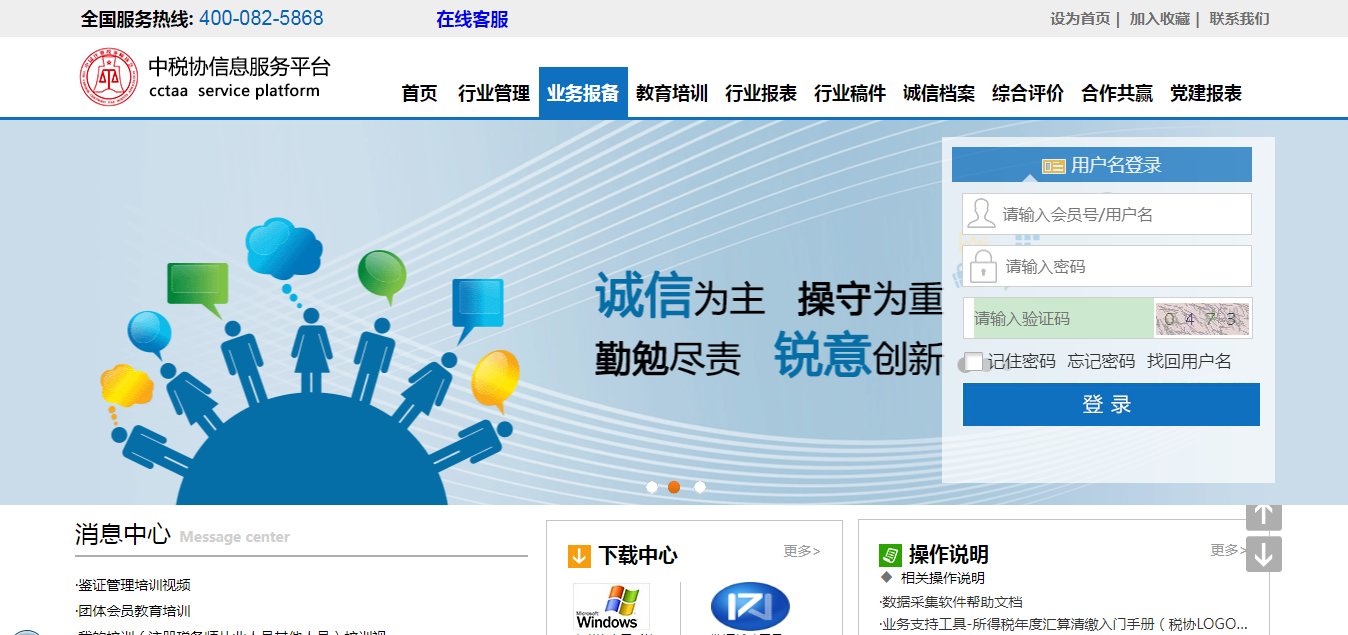 全国服务热线: 400-082-5868 在线客服 设为首页 | 加入收藏 | 联系我们
中税协信息服务平台
cctaa service platform
首页 行业管理 业务报备 教育培训 行业报表 行业稿件 诚信档案 综合评价 合作共赢 党建报表
用户名登录
请输入会员号/用户名
请输入密码
请输入验证码 0 4 7 3
记住密码 忘记密码 找回用户名
登 录
诚信为主 操守为重
勤勉尽责 锐意创新
消息中心 Message center
·鉴证管理培训视频
·团体会员教育培训
下载中心 更多>
Microsoft
Windows
操作说明 更多>
◆ 相关操作说明
·数据采集软件帮助文档
·业务支持工具-所得税年度汇算清缴入门手册（税协LOGO...